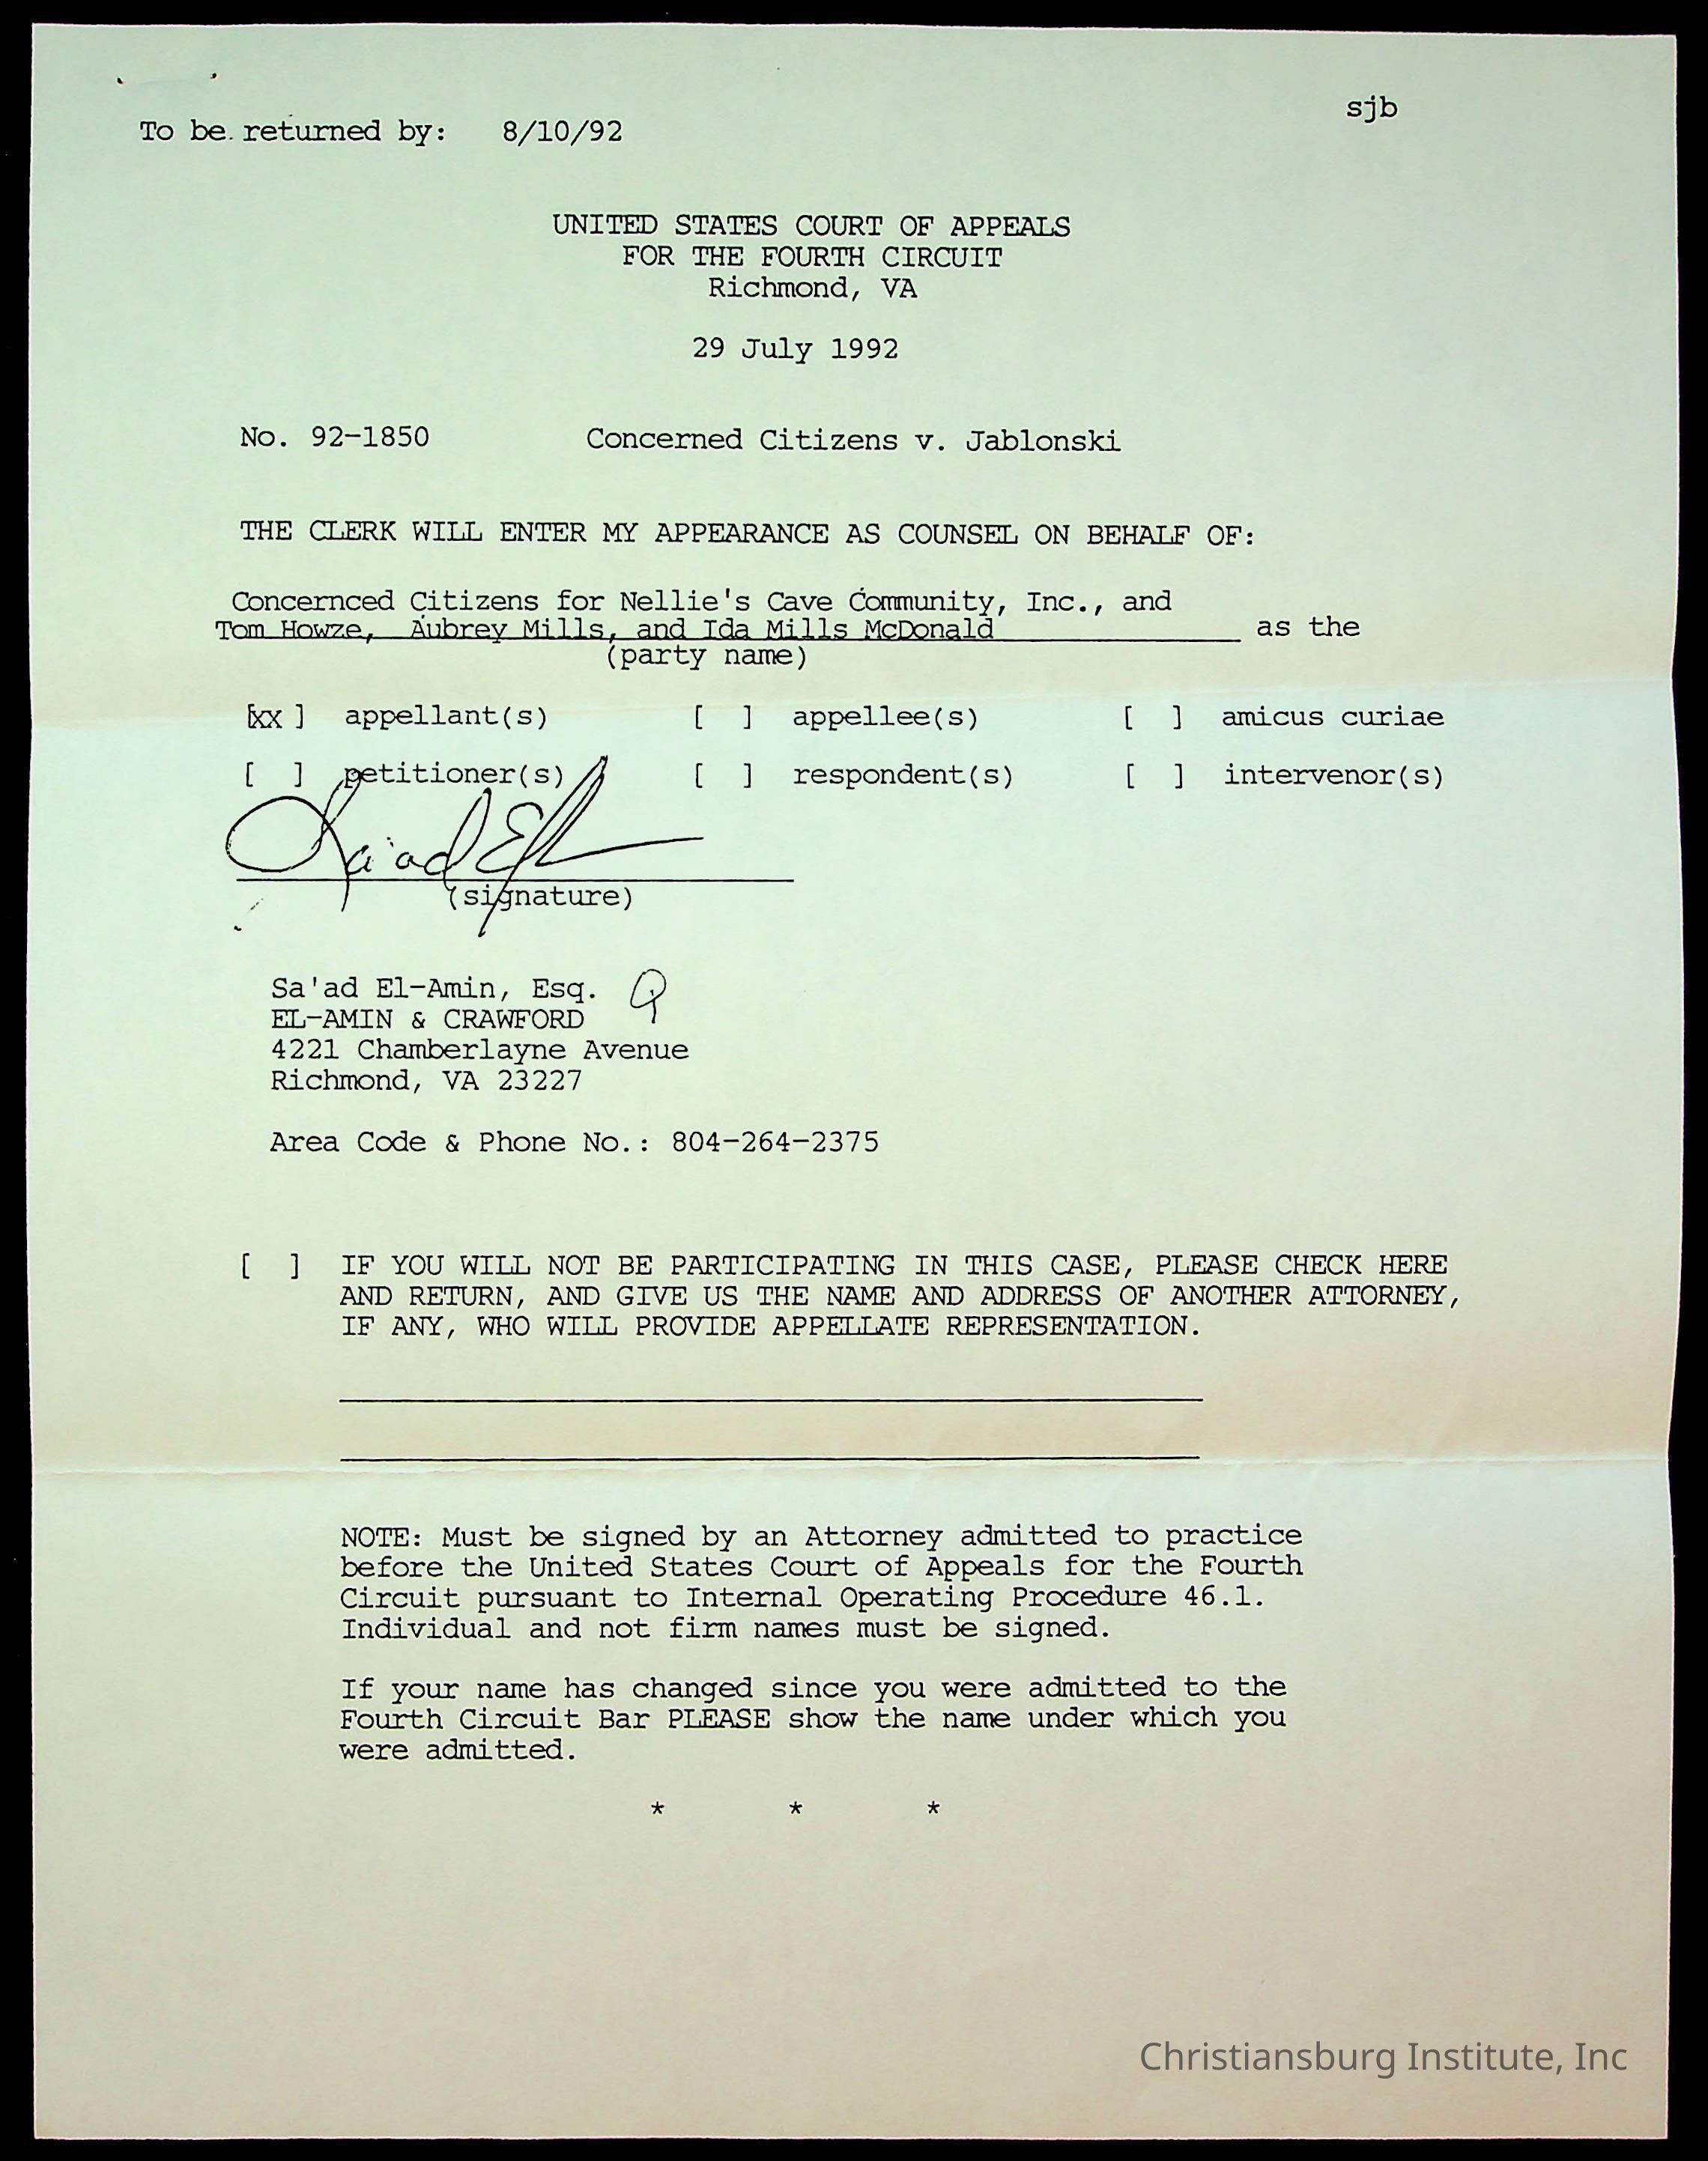 sjb
To be returned by: 8/10/92
UNITED STATES COURT OF APPEALS
FOR THE FOURTH CIRCUIT
Richmond, VA
29 July 1992
No. 92-1850 Concerned Citizens v. Jablonski
THE CLERK WILL ENTER MY APPEARANCE AS COUNSEL ON BEHALF OF:
Concernced Citizens for Nellie's Cave Community, Inc., and
Tom Howze, Aubrey Mills, and Ida Mills McDonald as the
(party name)
[xx ] appellant(s) [ ] appellee(s) [ ] amicus curiae
[ ] petitioner(s) [ ] respondent(s) [ ] intervenor(s)
Sa'ad El
(signature)
Sa'ad El-Amin, Esq.
EL-AMIN & CRAWFORD
4221 Chamberlayne Avenue
Richmond, VA 23227
Area Code & Phone No.: 804-264-2375
[ ] IF YOU WILL NOT BE PARTICIPATING IN THIS CASE, PLEASE CHECK HERE
AND RETURN, AND GIVE US THE NAME AND ADDRESS OF ANOTHER ATTORNEY,
IF ANY, WHO WILL PROVIDE APPELLATE REPRESENTATION.
NOTE: Must be signed by an Attorney admitted to practice
before the United States Court of Appeals for the Fourth
Circuit pursuant to Internal Operating Procedure 46.1.
Individual and not firm names must be signed.
If your name has changed since you were admitted to the
Fourth Circuit Bar PLEASE show the name under which you
were admitted.
* * *
Christiansburg Institute, Inc